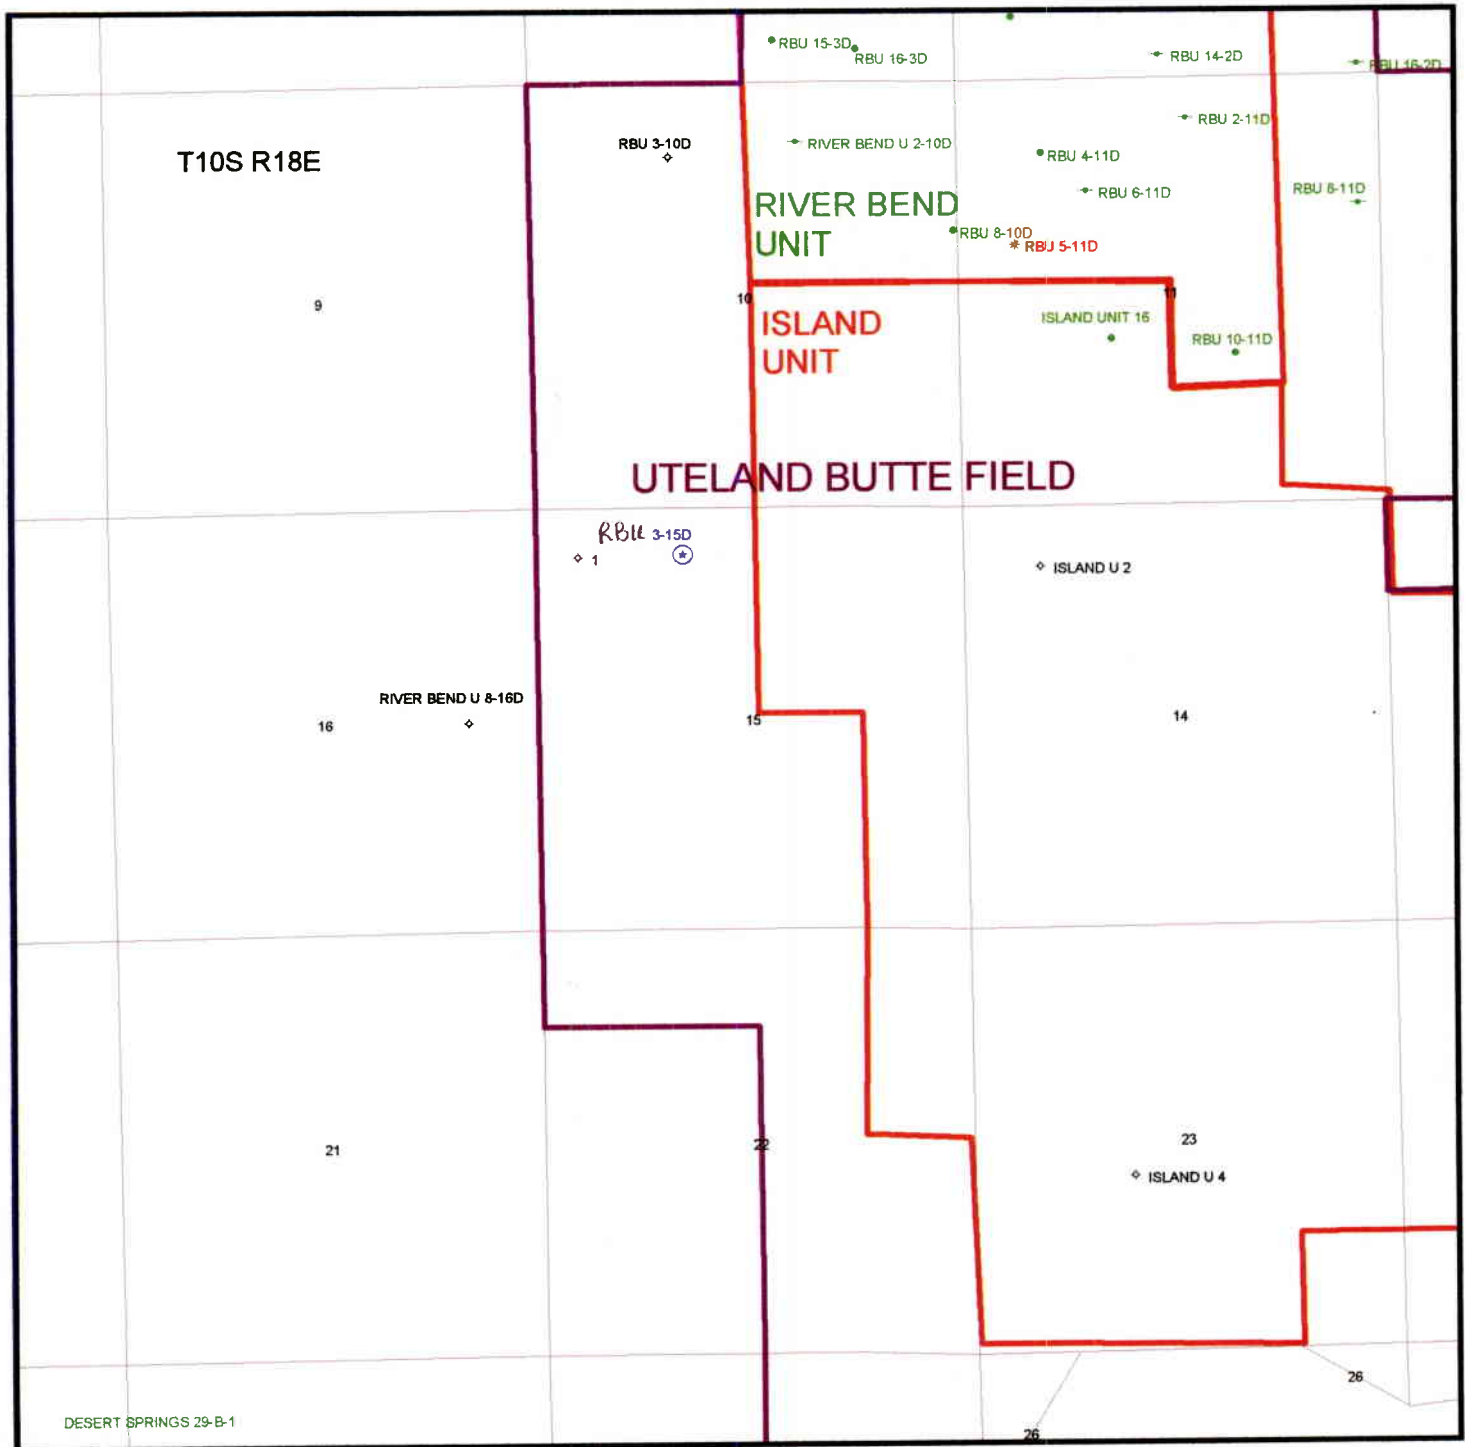 RBU 15-3D
RBU 16-3D
RBU 14-2D
RBU 16-2D
RBU 2-11D
T10S R18E
RBU 3-10D
RIVER BEND U 2-10D
RBU 4-11D
RBU 6-11D
RBU 8-11D
RIVER BEND
UNIT
RBU 8-10D
RBU 5-11D
9
10
11
ISLAND
UNIT
ISLAND UNIT 16
RBU 10-11D
UTELAND BUTTE FIELD
RBU 3-15D
1
ISLAND U 2
RIVER BEND U 8-16D
16
15
14
21
22
23
ISLAND U 4
26
DESERT SPRINGS 29-B-1
26